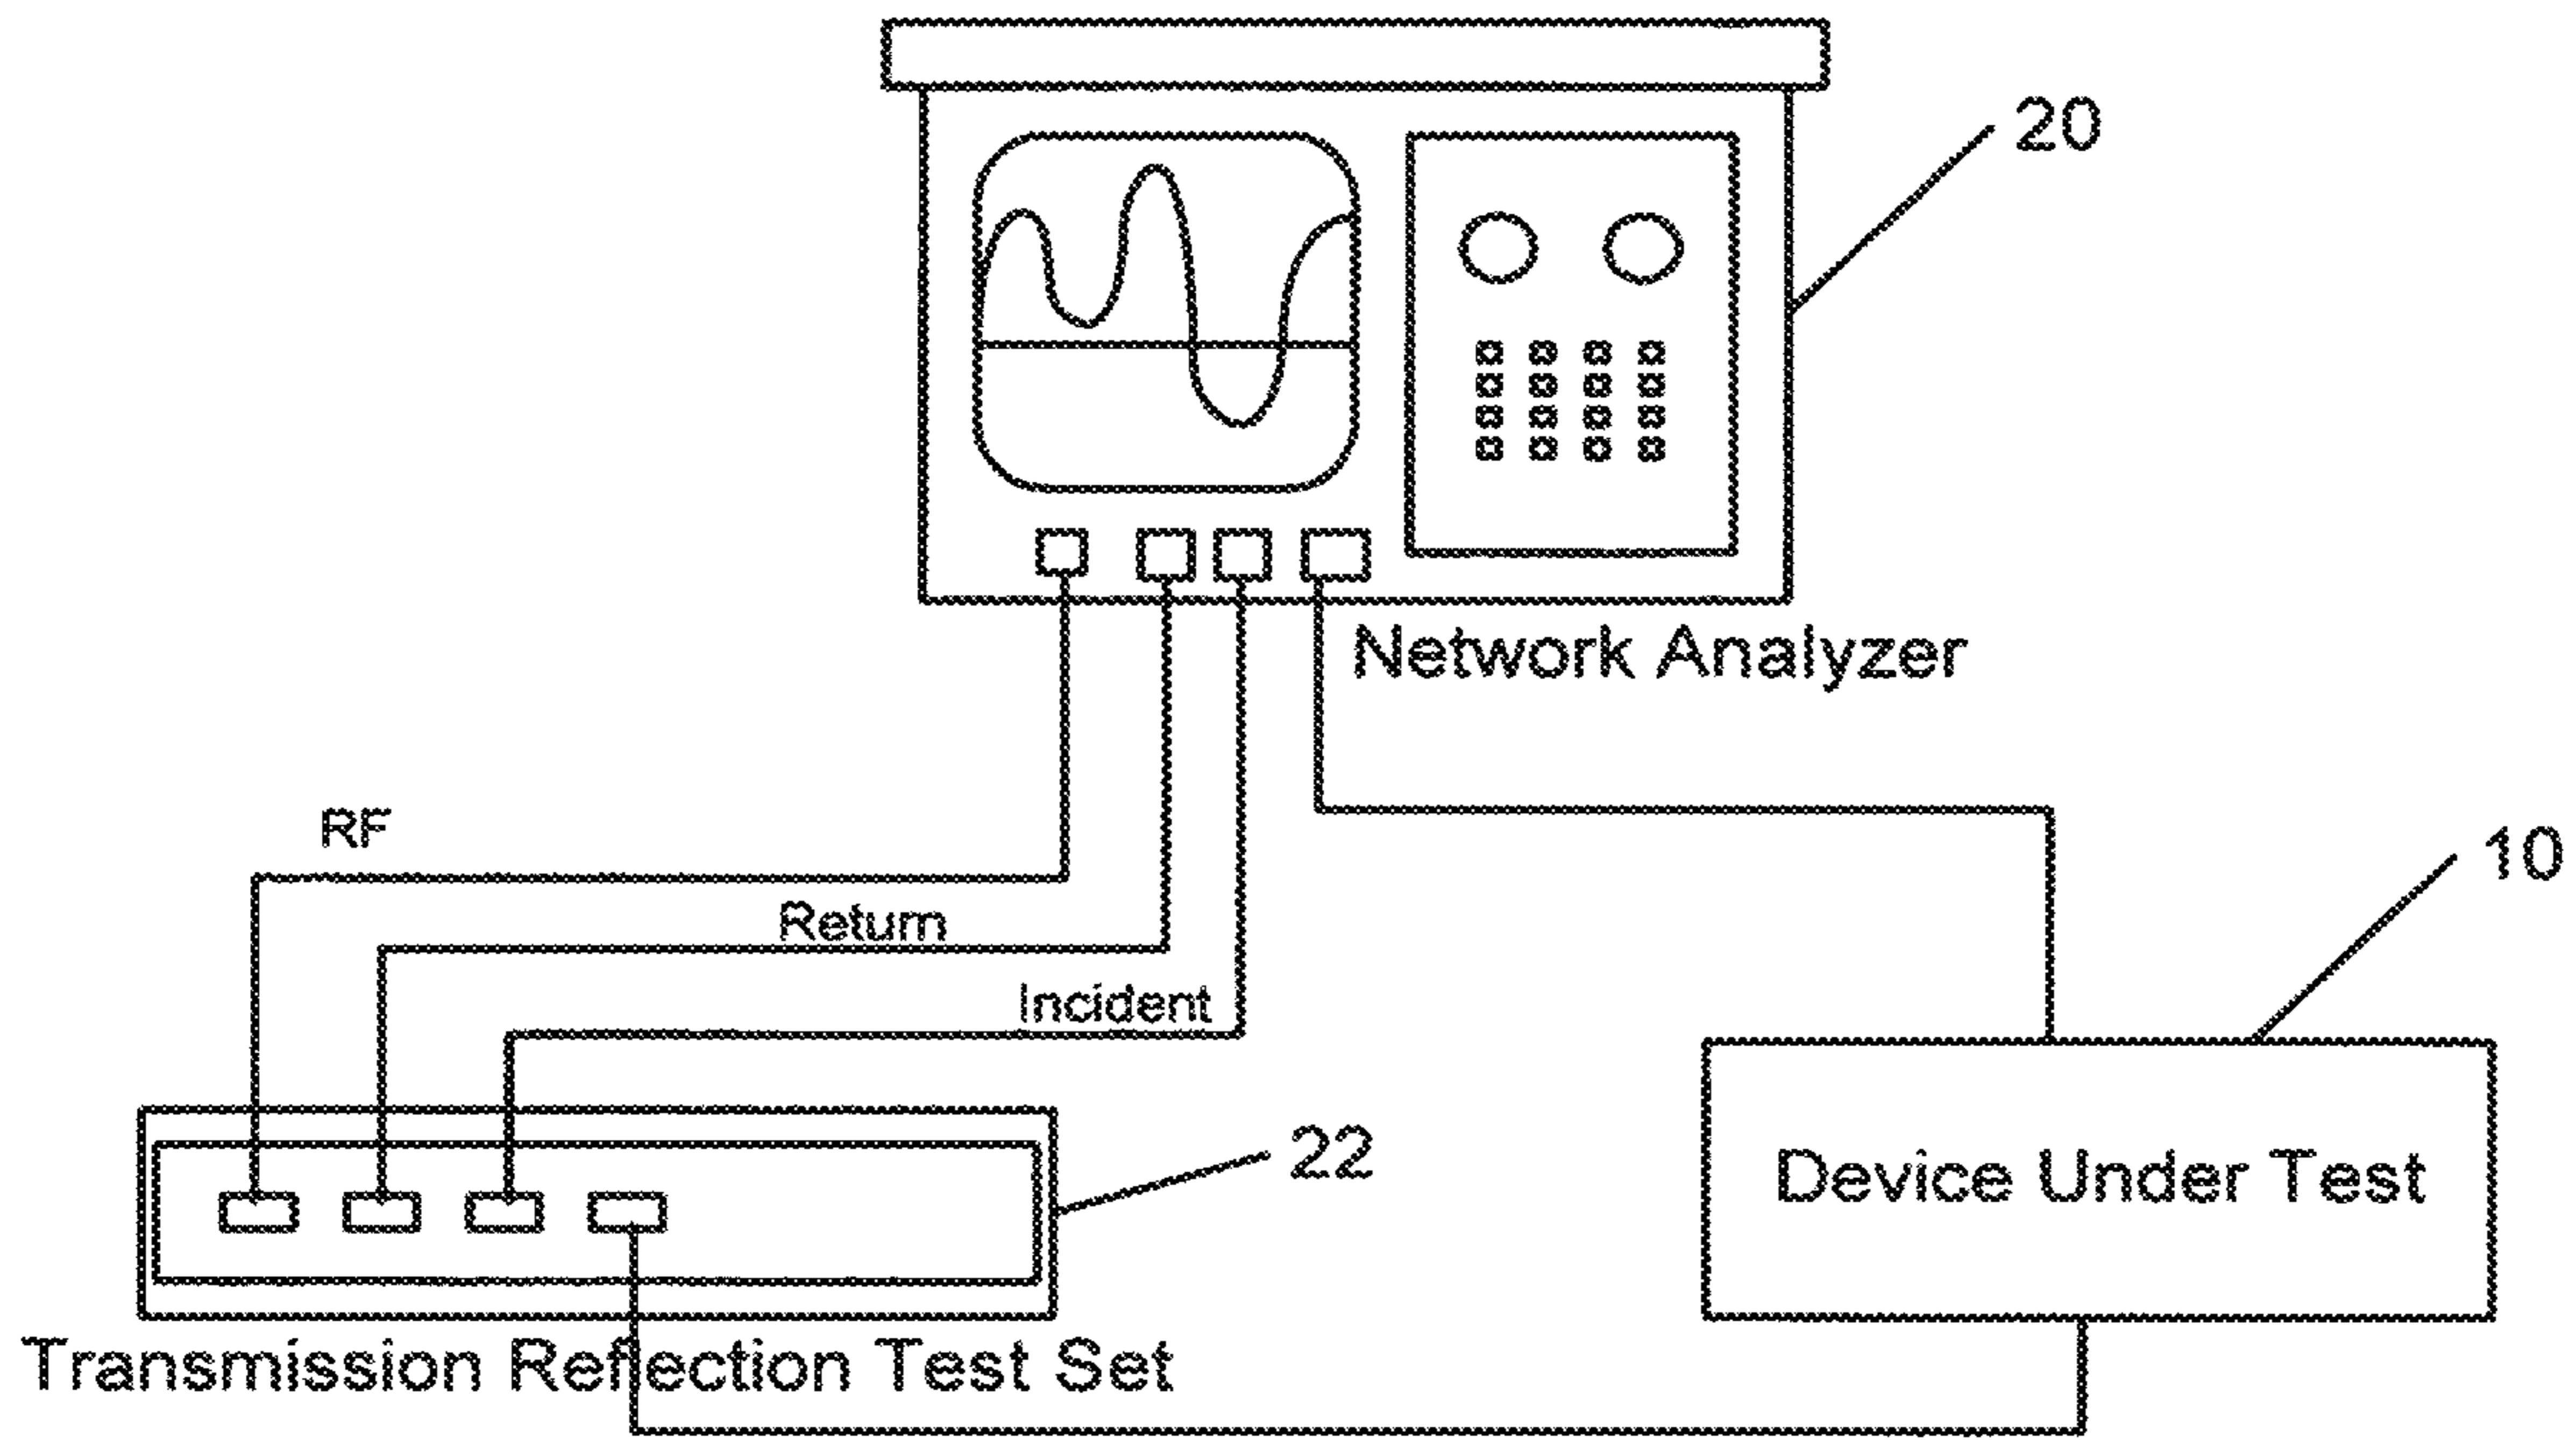 20
Network Analyzer
RF
10
Return
Incident
22
Device Under Test
Transmission Reflection Test Set